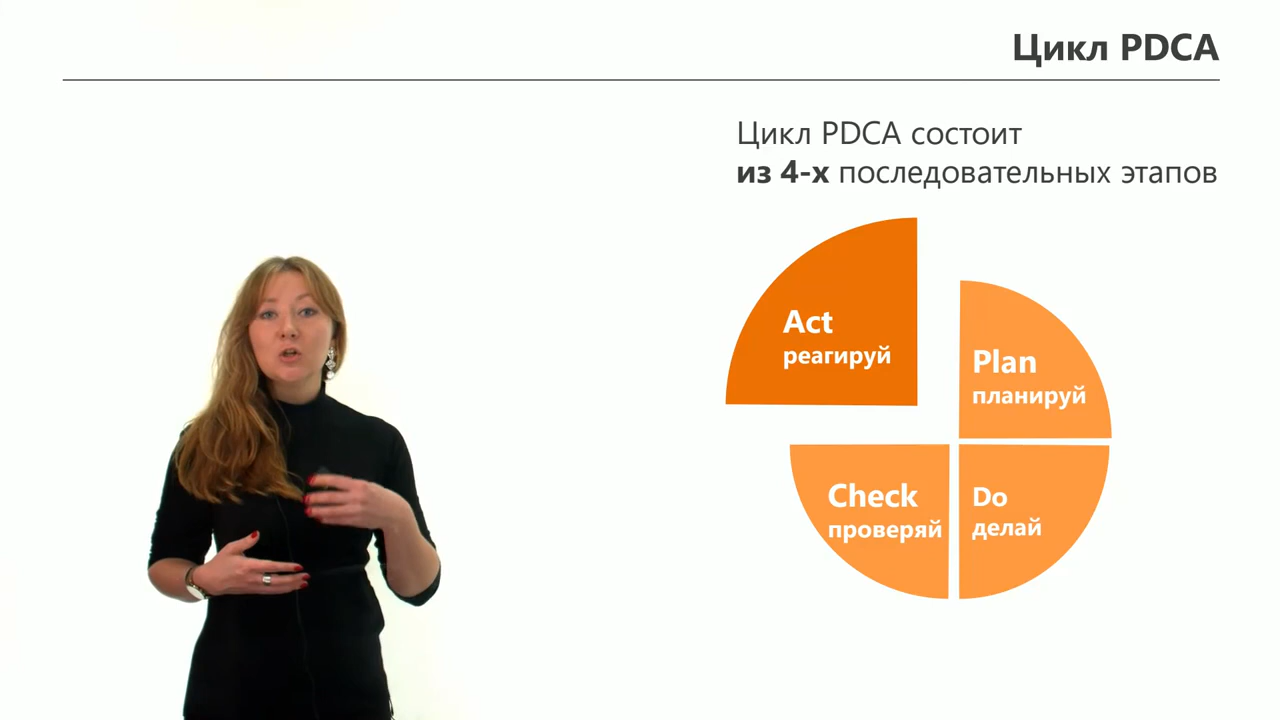 Цикл PDCA
Цикл PDCA состоит
из 4-х последовательных этапов
Act
реагируй
Plan
планируй
Check
проверяй
Do
делай